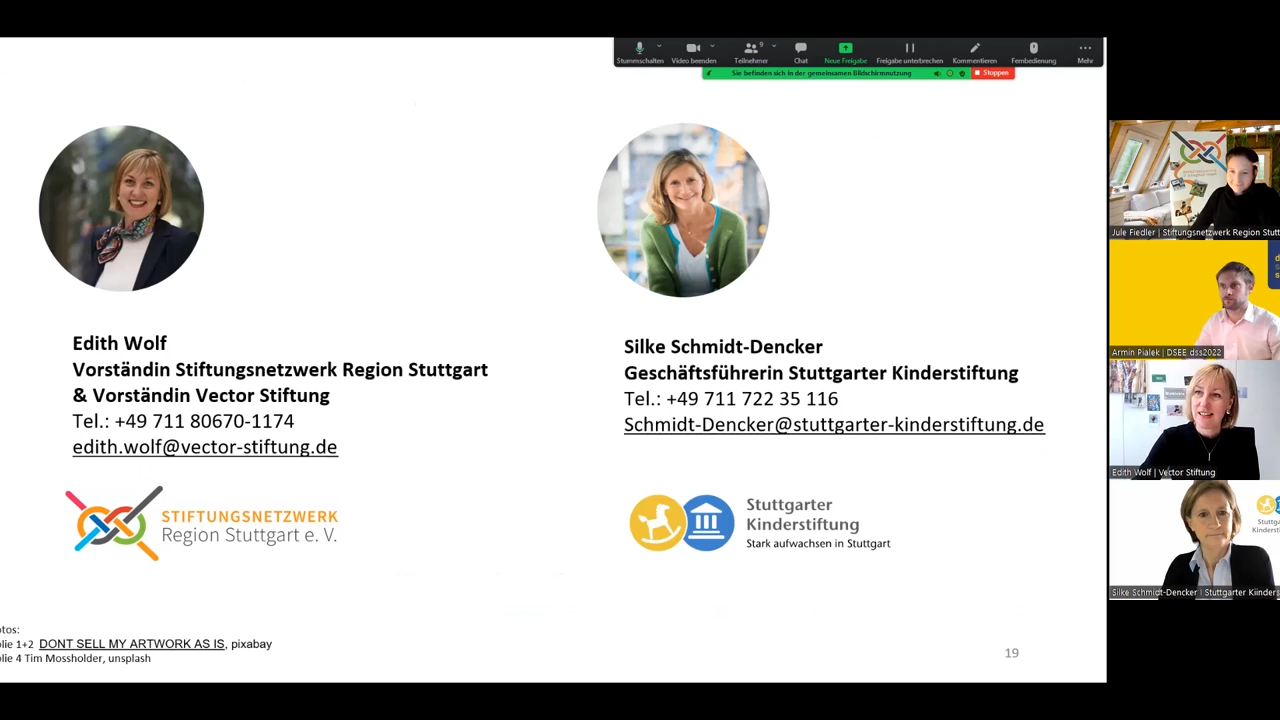 9
Stummschalten
Video beenden
Teilnehmer
Chat
Neue Freigabe
Freigabe unterbrechen
Kommentieren
Fernbedienung
Mehr
Sie befinden sich in der gemeinsamen Bildschirmnutzung
Stoppen
Edith Wolf
Vorständin Stiftungsnetzwerk Region Stuttgart
& Vorständin Vector Stiftung
Tel.: +49 711 80670-1174
edith.wolf@vector-stiftung.de
STIFTUNGSNETZWERK
Region Stuttgart e. V.
Silke Schmidt-Dencker
Geschäftsführerin Stuttgarter Kinderstiftung
Tel.: +49 711 722 35 116
Schmidt-Dencker@stuttgarter-kinderstiftung.de
Stuttgarter
Kinderstiftung
Stark aufwachsen in Stuttgart
otos:
olie 1+2 DONT SELL MY ARTWORK AS IS, pixabay
olie 4 Tim Mossholder, unsplash
19
Jule Fiedler | Stiftungsnetzwerk Region Stutt
Armin Pialek | DSEE dss2022
Edith Wolf | Vector Stiftung
Silke Schmidt-Dencker I Stuttgarter Kiinders